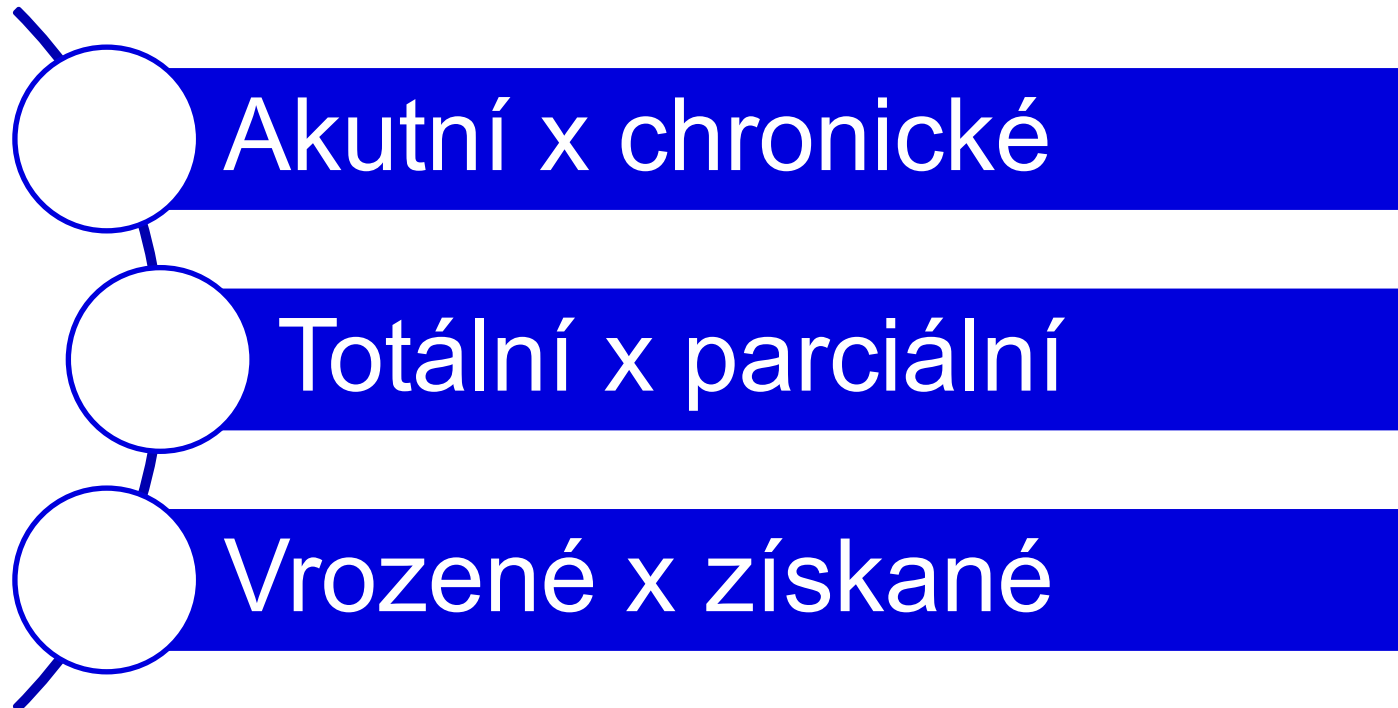 Akutní x chronické
Totální x parciální
Vrozené x získané